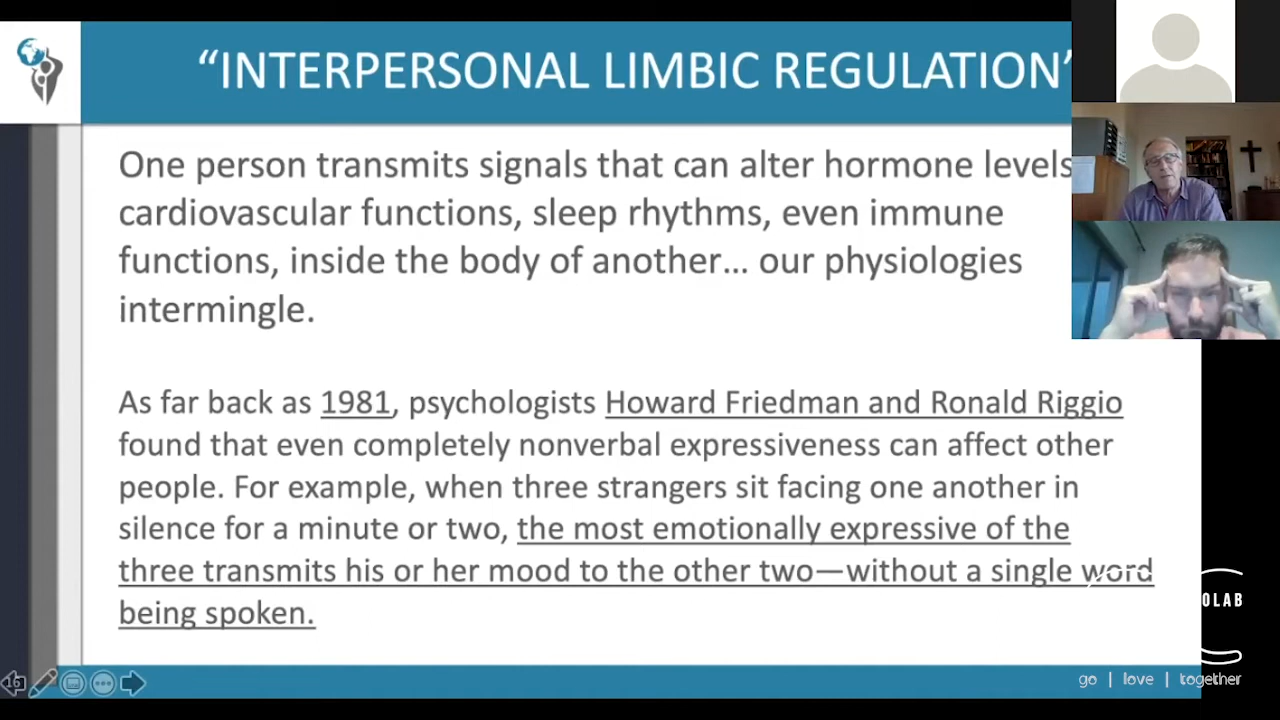 “INTERPERSONAL LIMBIC REGULATION”
One person transmits signals that can alter hormone levels
cardiovascular functions, sleep rhythms, even immune
functions, inside the body of another… our physiologies
intermingle.
As far back as 1981, psychologists Howard Friedman and Ronald Riggio
found that even completely nonverbal expressiveness can affect other
people. For example, when three strangers sit facing one another in
silence for a minute or two, the most emotionally expressive of the
three transmits his or her mood to the other two—without a single word
being spoken.
OLAB
go | love | together
16